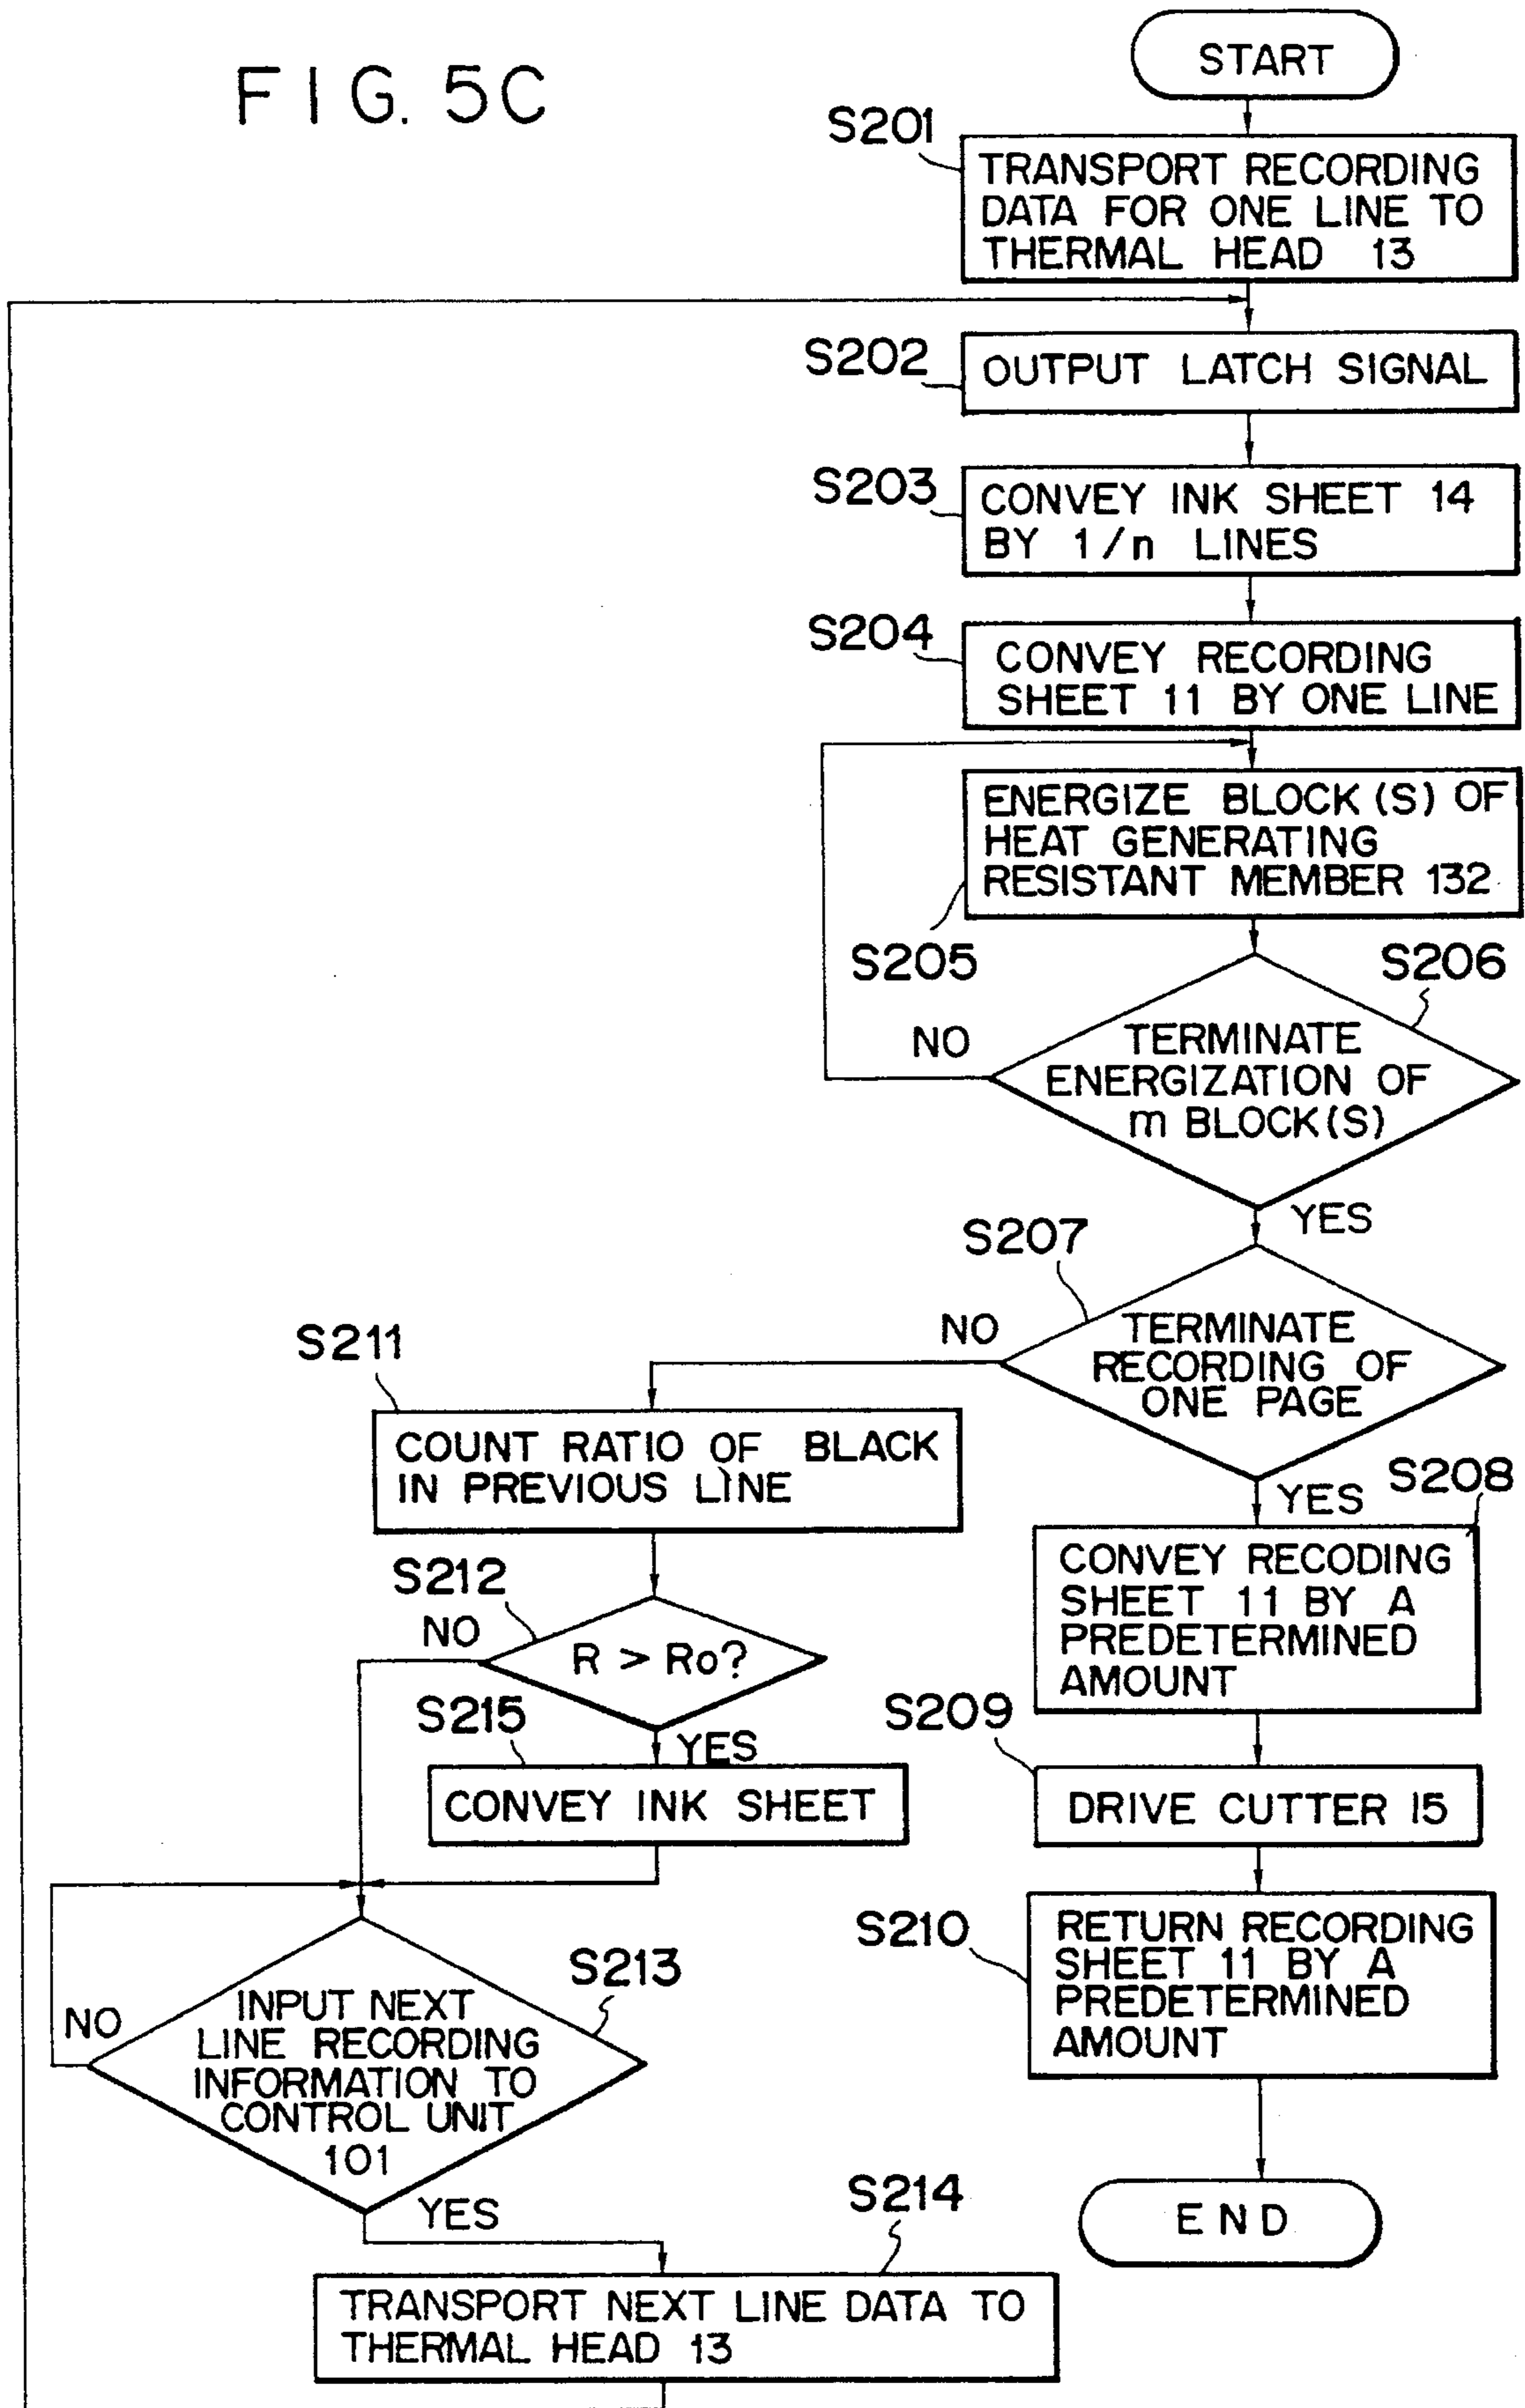 FIG. 5C
START
S201
TRANSPORT RECORDING
DATA FOR ONE LINE TO
THERMAL HEAD 13
S202
OUTPUT LATCH SIGNAL
S203
CONVEY INK SHEET 14
BY 1/n LINES
S204
CONVEY RECORDING
SHEET 11 BY ONE LINE
ENERGIZE BLOCK(S) OF
HEAT GENERATING
RESISTANT MEMBER 132
S205
S206
NO
TERMINATE
ENERGIZATION OF
m BLOCK(S)
YES
S207
NO
TERMINATE
RECORDING OF
ONE PAGE
YES
S211
COUNT RATIO OF BLACK
IN PREVIOUS LINE
S208
CONVEY RECODING
SHEET 11 BY A
PREDETERMINED
AMOUNT
S212
NO
R > Ro?
YES
S215
CONVEY INK SHEET
S209
DRIVE CUTTER 15
S210
RETURN RECORDING
SHEET 11 BY A
PREDETERMINED
AMOUNT
S213
NO
INPUT NEXT
LINE RECORDING
INFORMATION TO
CONTROL UNIT
101
YES
S214
TRANSPORT NEXT LINE DATA TO
THERMAL HEAD 13
END